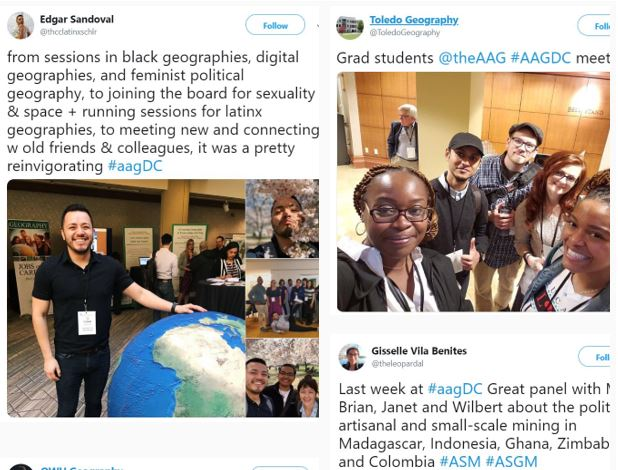 Edgar Sandoval
@thcclatinxschlr
Follow
from sessions in black geographies, digital
geographies, and feminist political
geography, to joining the board for sexuality
& space + running sessions for latinx
geographies, to meeting new and connecting
w old friends & colleagues, it was a pretty
reinvigorating #aagDC
GEOGRAPHY
JOBS
Toledo Geography
@ToledoGeography
Foll
Grad students @theAAG #AAGDC meet
Gisselle Vila Benites
@theleopardal
Foll
Last week at #aagDC Great panel with M
Brian, Janet and Wilbert about the polit
artisanal and small-scale mining in
Madagascar, Indonesia, Ghana, Zimbab
and Colombia #ASM #ASGM
OWU Geography